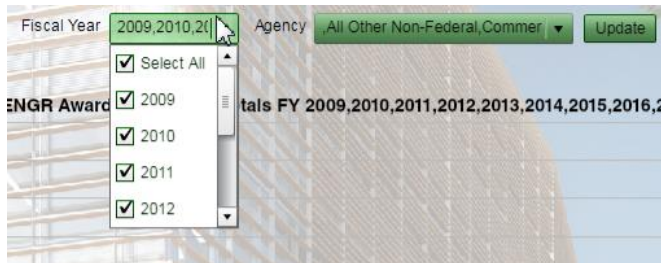 Fiscal Year 2009,2010,20 Agency ,All Other Non-Federal,Commer Update
Select All
ENGR Award tals FY 2009,2010,2011,2012,2013,2014,2015,2016,2
2009
2010
2011
2012